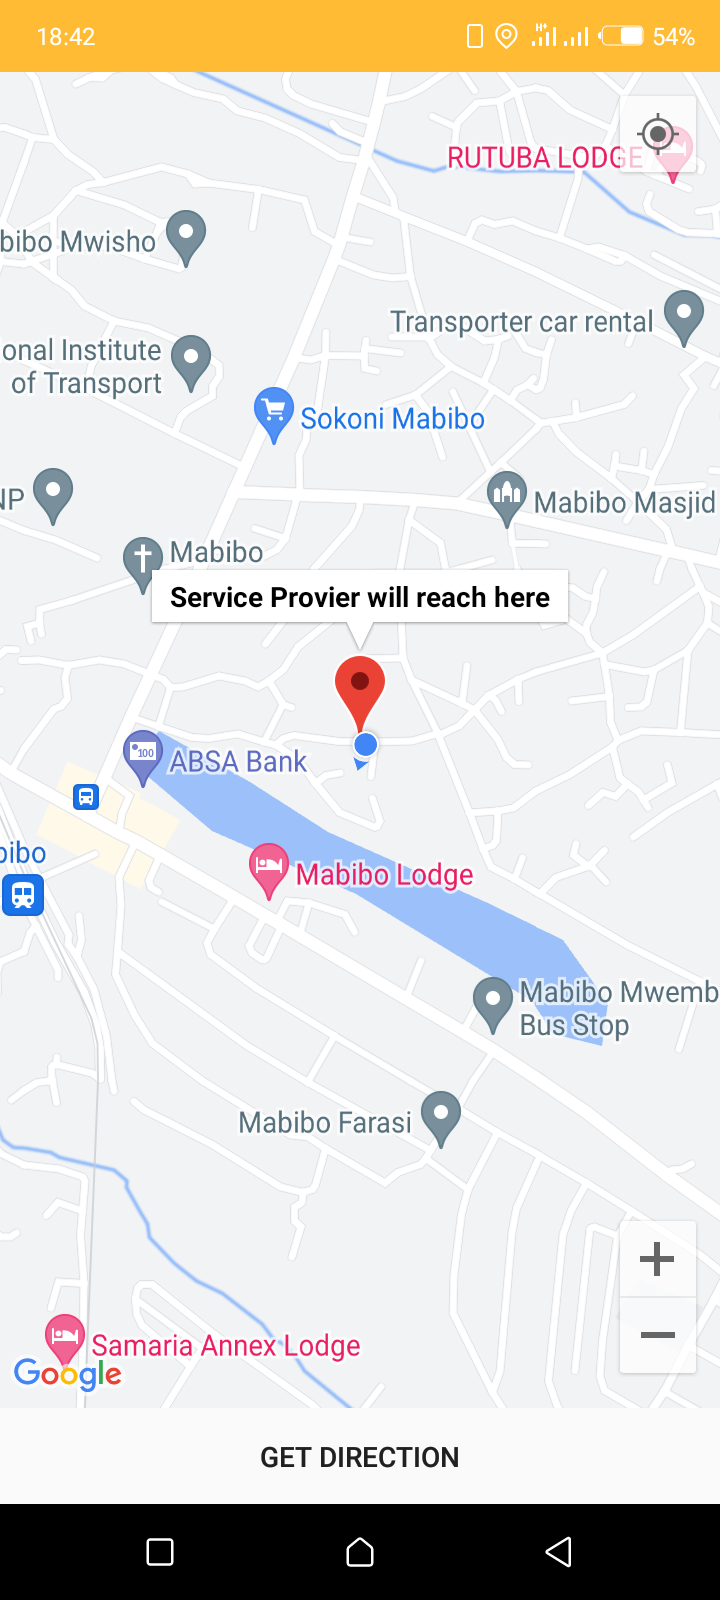 18:42
H+
54%
RUTUBA LODGE
bibo Mwisho
Transporter car rental
onal Institute
of Transport
Sokoni Mabibo
NP
Mabibo Masjid
Mabibo
Service Provier will reach here
100
ABSA Bank
bibo
Mabibo Lodge
Mabibo Mwemb
Bus Stop
Mabibo Farasi
Samaria Annex Lodge
Google
GET DIRECTION